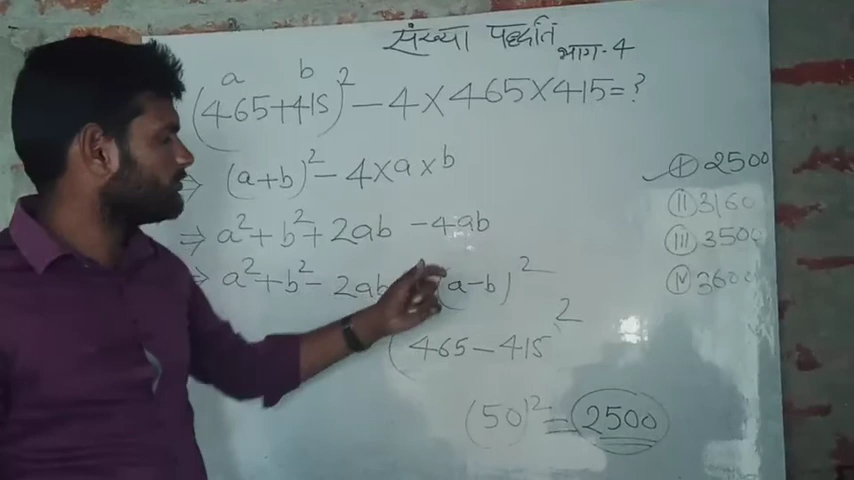 संख्या पद्धति
भाग-4
a b
(465+415)² - 4×465×415=?
⇒ (a+b)² - 4×a×b
⇒ a²+b²+2ab -4ab
⇒ a²+b²- 2ab (a-b)²
(465-415)²
(50)² = 2500
✓ Ⅰ 2500
Ⅱ 3160
Ⅲ 3500
Ⅳ 3600